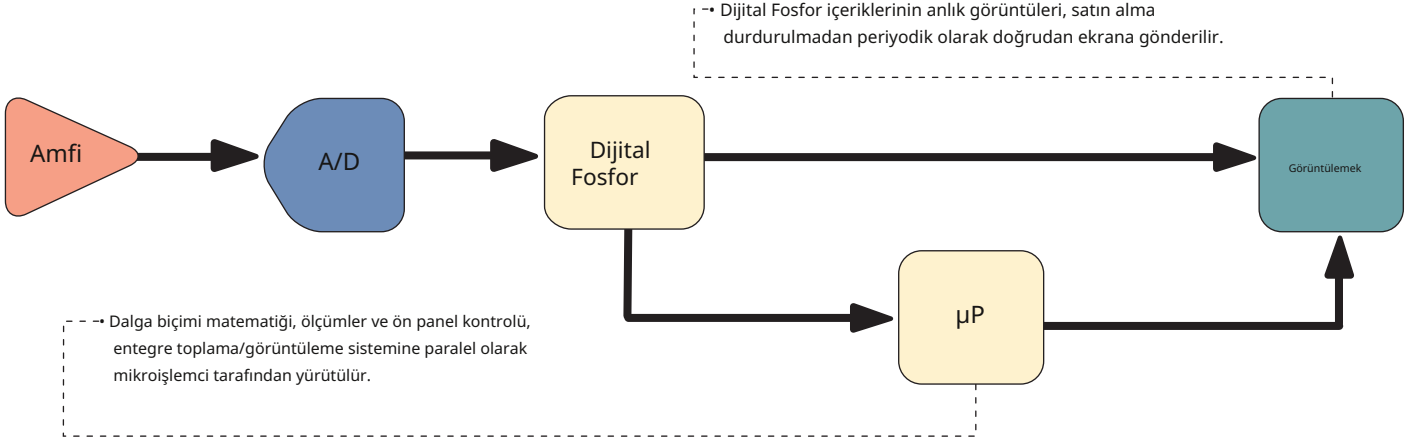 • Dijital Fosfor içeriklerinin anlık görüntüleri, satın alma
durdurulmadan periyodik olarak doğrudan ekrana gönderilir.
Amfi
A/D
Dijital
Fosfor
Görüntülemek
µP
• Dalga biçimi matematiği, ölçümler ve ön panel kontrolü,
entegre toplama/görüntüleme sistemine paralel olarak
mikroişlemci tarafından yürütülür.